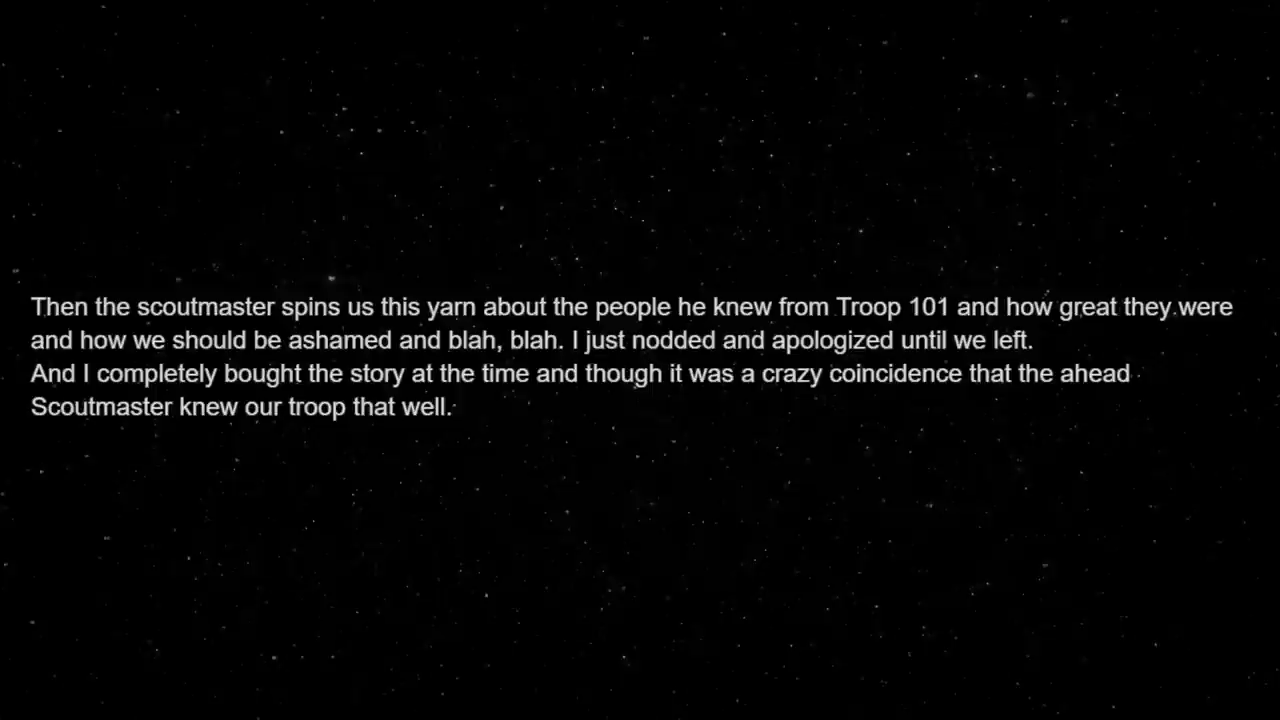 Then the scoutmaster spins us this yarn about the people he knew from Troop 101 and how great they were
and how we should be ashamed and blah, blah. I just nodded and apologized until we left.
And I completely bought the story at the time and though it was a crazy coincidence that the ahead
Scoutmaster knew our troop that well.